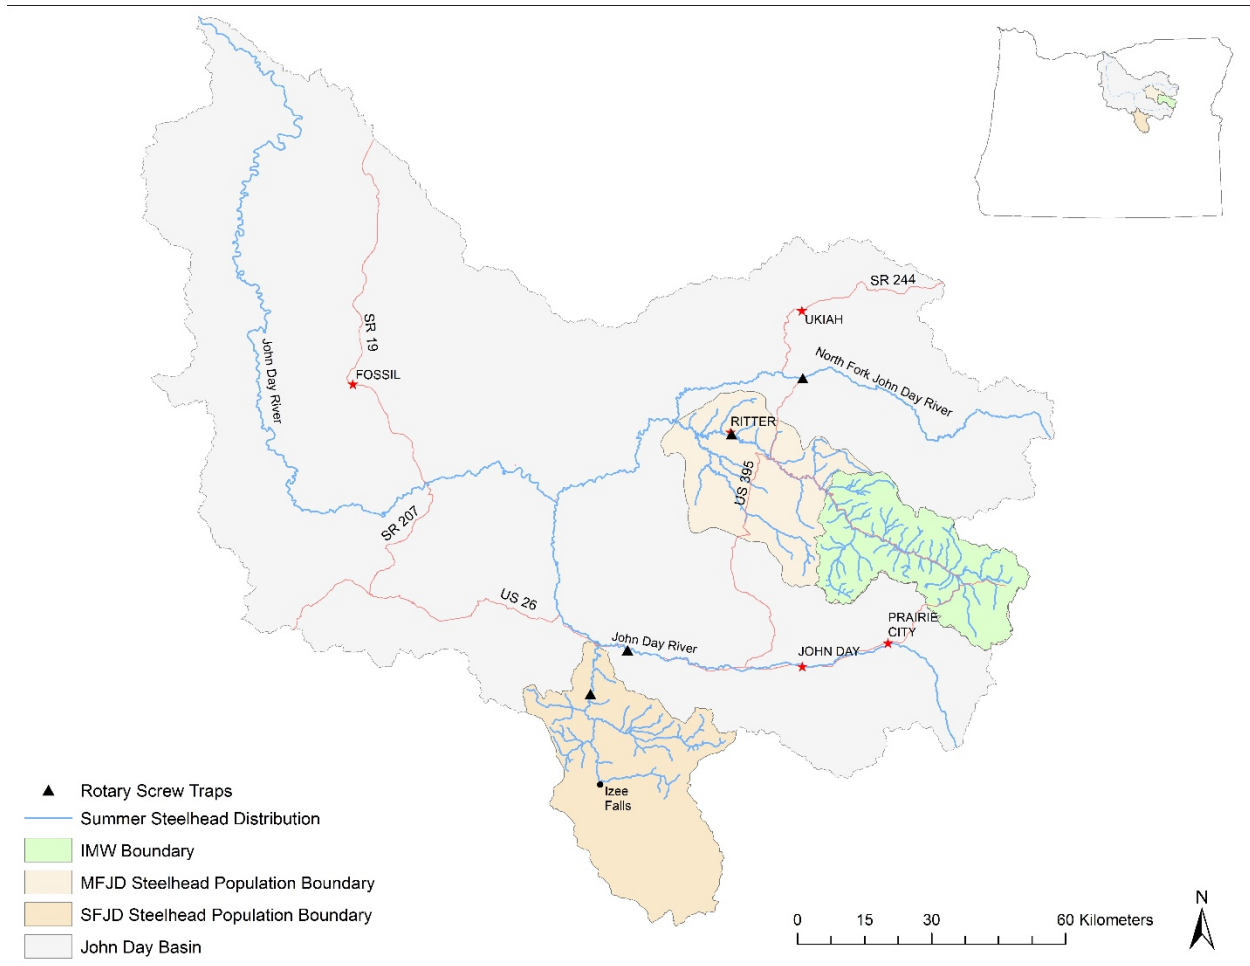 SR 244
UKIAH
North Fork John Day River
SR 19
John Day River
FOSSIL
RITTER
US 395
SR 207
US 26
John Day River
PRAIRIE
CITY
JOHN DAY
Izee
Falls
Rotary Screw Traps
Summer Steelhead Distribution
IMW Boundary
MFJD Steelhead Population Boundary
SFJD Steelhead Population Boundary
John Day Basin
0 15 30 60 Kilometers
N